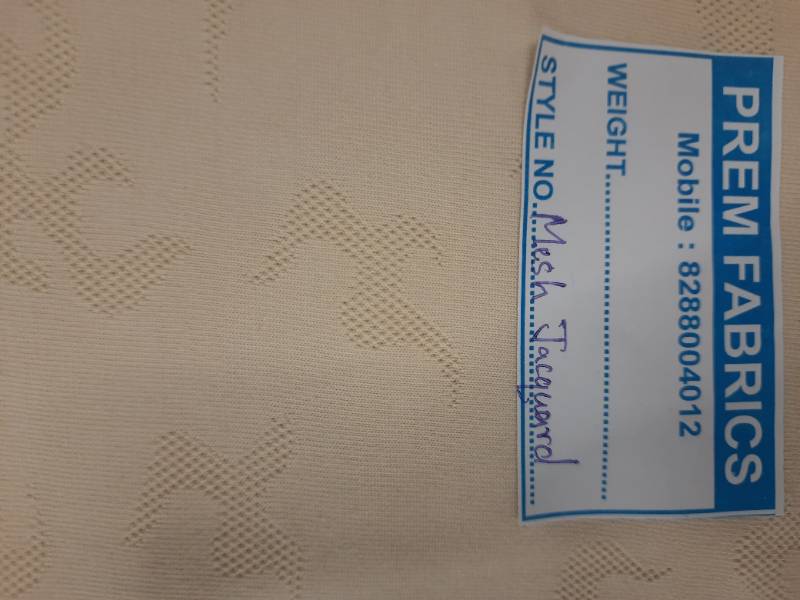 PREM FABRICS
Mobile : 8288004012
WEIGHT...............................................
STYLE NO. Mesh Jacquard